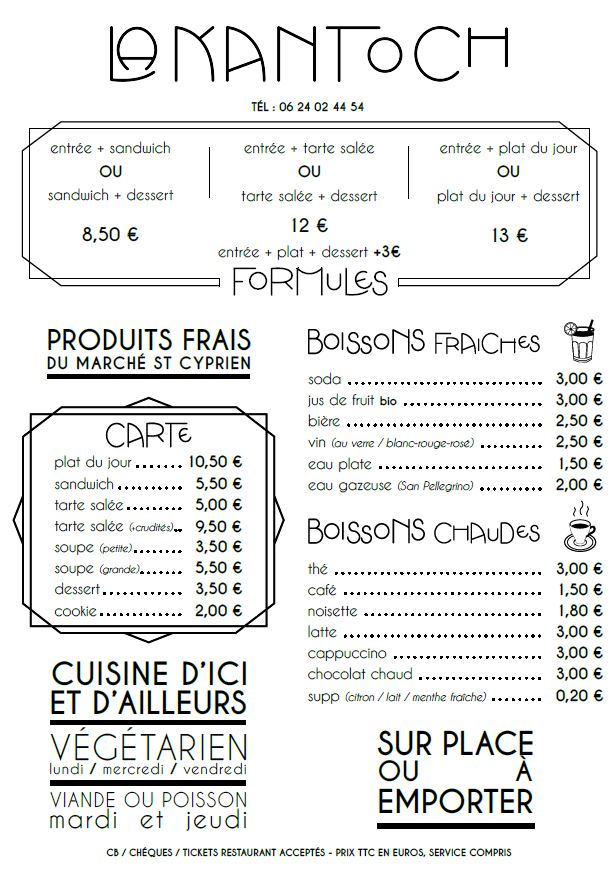 LA KANTOCH
TÉL : 06 24 02 44 54
entrée + sandwich
OU
sandwich + dessert
8,50 €
entrée + tarte salée
OU
tarte salée + dessert
12 €
entrée + plat + dessert +3€
entrée + plat du jour
OU
plat du jour + dessert
13 €
FORMULES
PRODUITS FRAIS
DU MARCHÉ ST CYPRIEN
CARTE
plat du jour ...... 10,50 €
sandwich ......... 5,50 €
tarte salée ........ 5,00 €
tarte salée (+crudités).. 9,50 €
soupe (petite)........ 3,50 €
soupe (grande)....... 5,50 €
dessert............. 3,50 €
cookie............. 2,00 €
CUISINE D'ICI
ET D'AILLEURS
VÉGÉTARIEN
lundi / mercredi / vendredi
VIANDE OU POISSON
mardi et jeudi
BOISSONS FRAICHES
soda ........................ 3,00 €
jus de fruit bio ........................ 3,00 €
bière ........................ 2,50 €
vin (au verre / blanc-rouge-rosé) ............ 2,50 €
eau plate ........................ 1,50 €
eau gazeuse (San Pellegrino) ............ 2,00 €
BOISSONS CHAUDES
thé ........................ 3,00 €
café ........................ 1,50 €
noisette ........................ 1,80 €
latte ........................ 3,00 €
cappuccino ........................ 3,00 €
chocolat chaud ........................ 3,00 €
supp (citron / lait / menthe fraîche) .......... 0,20 €
SUR PLACE
OU À
EMPORTER
CB / CHÉQUES / TICKETS RESTAURANT ACCEPTÉS - PRIX TTC EN EUROS, SERVICE COMPRIS